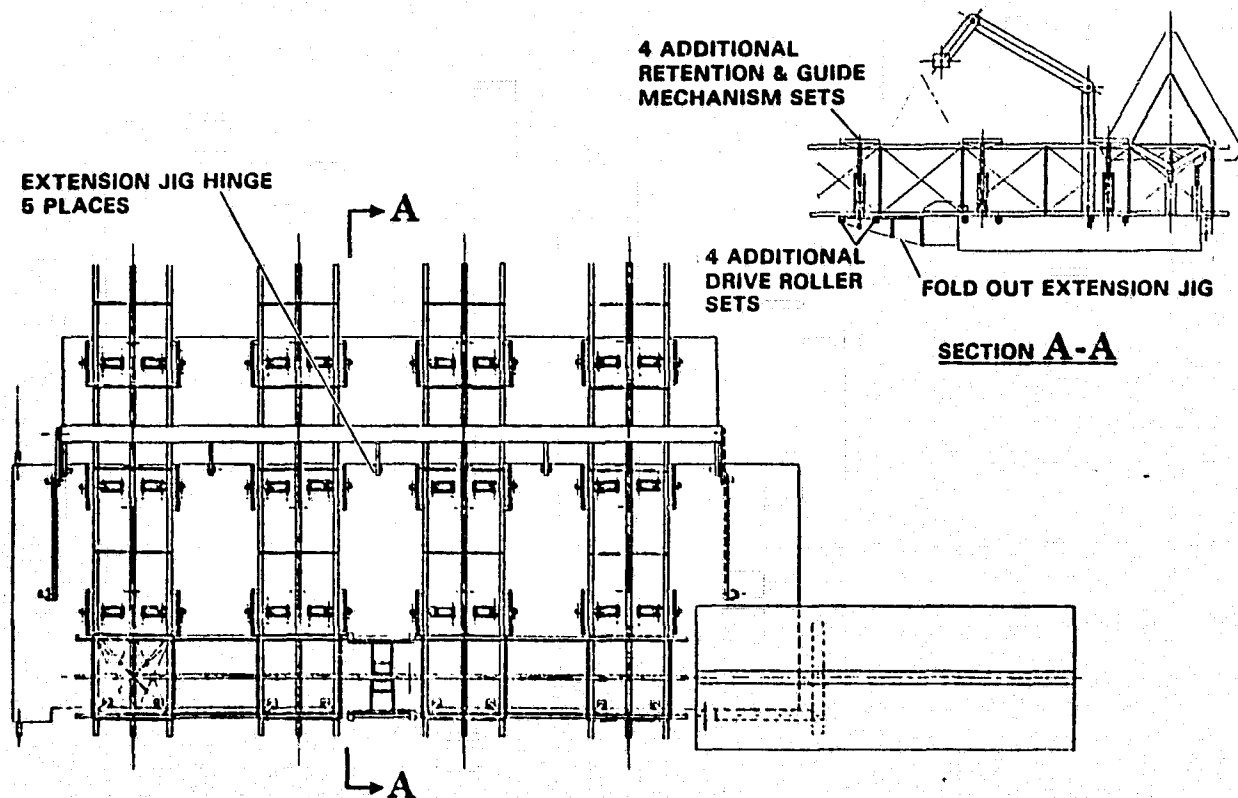 4 ADDITIONAL
RETENTION & GUIDE
MECHANISM SETS
EXTENSION JIG HINGE
5 PLACES
A
4 ADDITIONAL
DRIVE ROLLER
SETS
FOLD OUT EXTENSION JIG
SECTION A-A
A